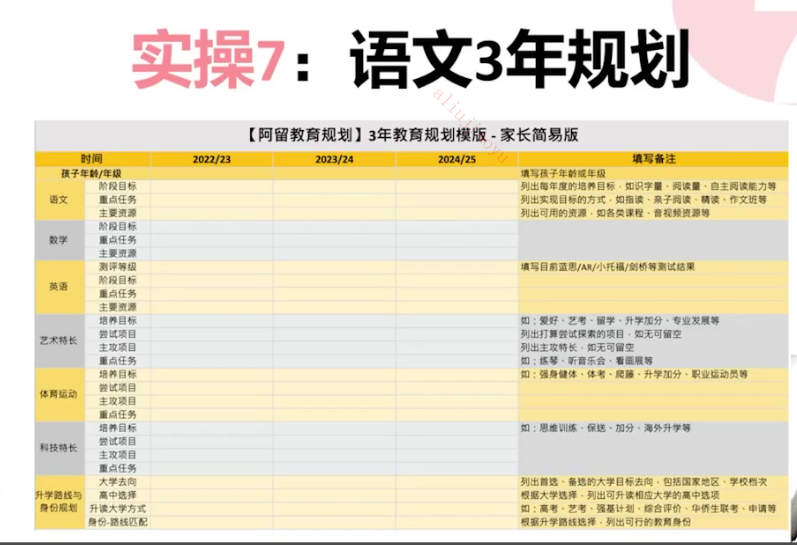 实操7：语文3年规划
aliujiaoyu
【阿留教育规划】3年教育规划模版 - 家长简易版
时间 2022/23 2023/24 2024/25 填写备注
孩子年龄/年级 填写孩子年龄或年级
语文
阶段目标 列出每年度的培养目标，如识字量、阅读量、自主阅读能力等
重点任务 列出实现目标的方式，如指读、亲子阅读、精读、作文班等
主要资源 列出可用的资源，如各类课程、音视频资源等
数学
阶段目标
重点任务
主要资源
英语
测评等级 填写目前蓝思/AR/小托福/剑桥等测试结果
阶段目标
重点任务
主要资源
艺术特长
培养目标 如：爱好、艺考、留学、升学加分、专业发展等
尝试项目 列出打算尝试探索的项目，如无可留空
主攻项目 列出主攻特长，如无可留空
重点任务 如：练琴、听音乐会、看画展等
体育运动
培养目标 如：强身健体、体考、爬藤、升学加分、职业运动员等
尝试项目
主攻项目
重点任务
科技特长
培养目标 如：思维训练、保送、加分、海外升学等
尝试项目
主攻项目
重点任务
升学路线与
身份规划
大学去向 列出首选、备选的大学目标去向，包括国家地区、学校档次
高中选择 根据大学选择，列出可升读相应大学的高中选项
升读大学方式 如：高考、艺考、强基计划、综合评价、华侨生联考、申请等
身份-路线匹配 根据升学路线选择，列出可行的教育身份